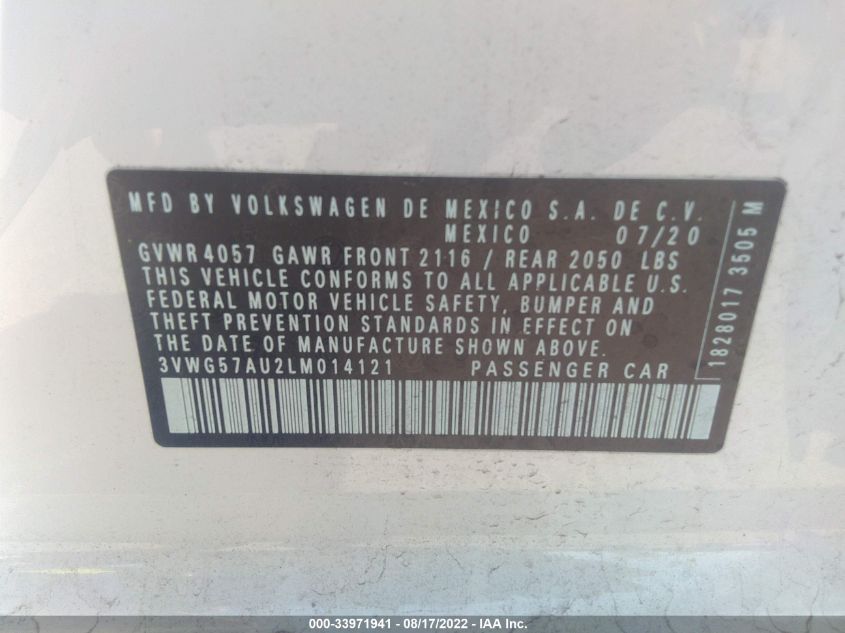 MFD BY VOLKSWAGEN DE MEXICO S.A. DE C.V.
MEXICO 07/20
GVWR 4057 GAWR FRONT 2116 / REAR 2050 LBS
THIS VEHICLE CONFORMS TO ALL APPLICABLE U.S.
FEDERAL MOTOR VEHICLE SAFETY, BUMPER AND
THEFT PREVENTION STANDARDS IN EFFECT ON
THE DATE OF MANUFACTURE SHOWN ABOVE.
3VWG57AU2LM014121 PASSENGER CAR
1828017 3505 M
000-33971941 - 08/17/2022 - IAA Inc.